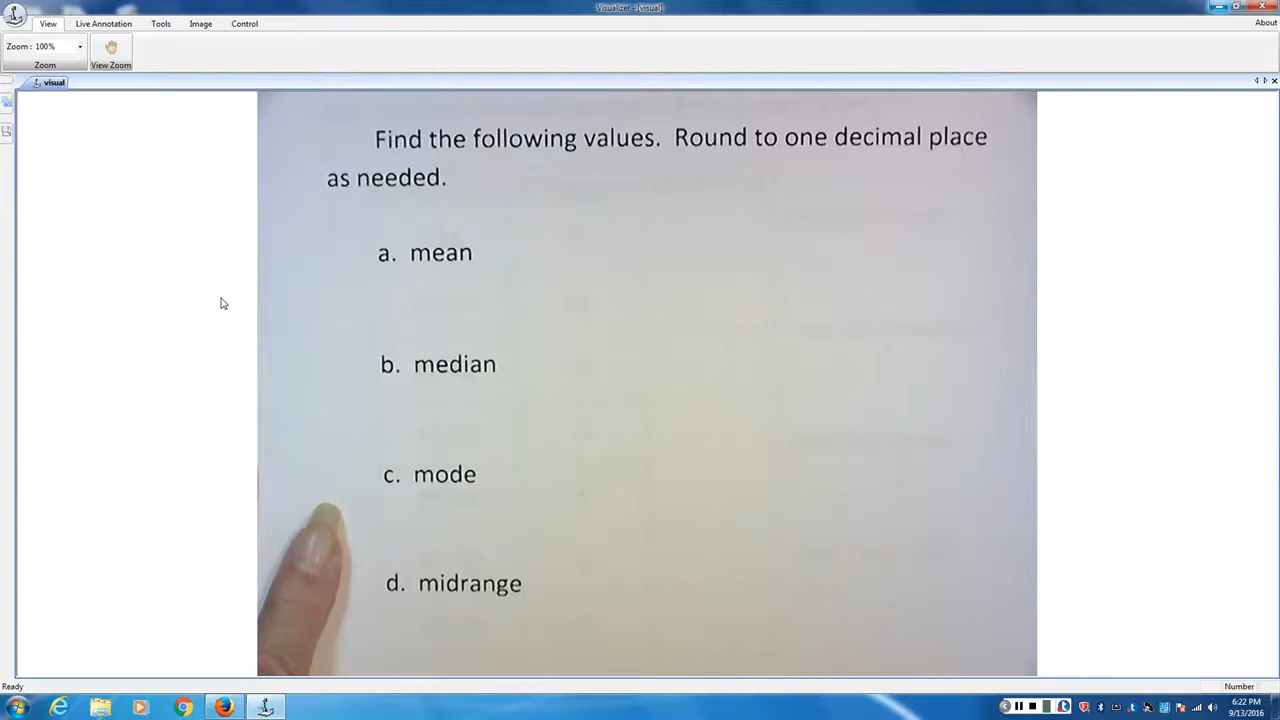 Visualizer - [visual]
View Live Annotation Tools Image Control
About
Zoom : 100%
Zoom View Zoom
visual
Find the following values. Round to one decimal place
as needed.
a. mean
b. median
c. mode
d. midrange
Ready
Number
6:22 PM
9/13/2016